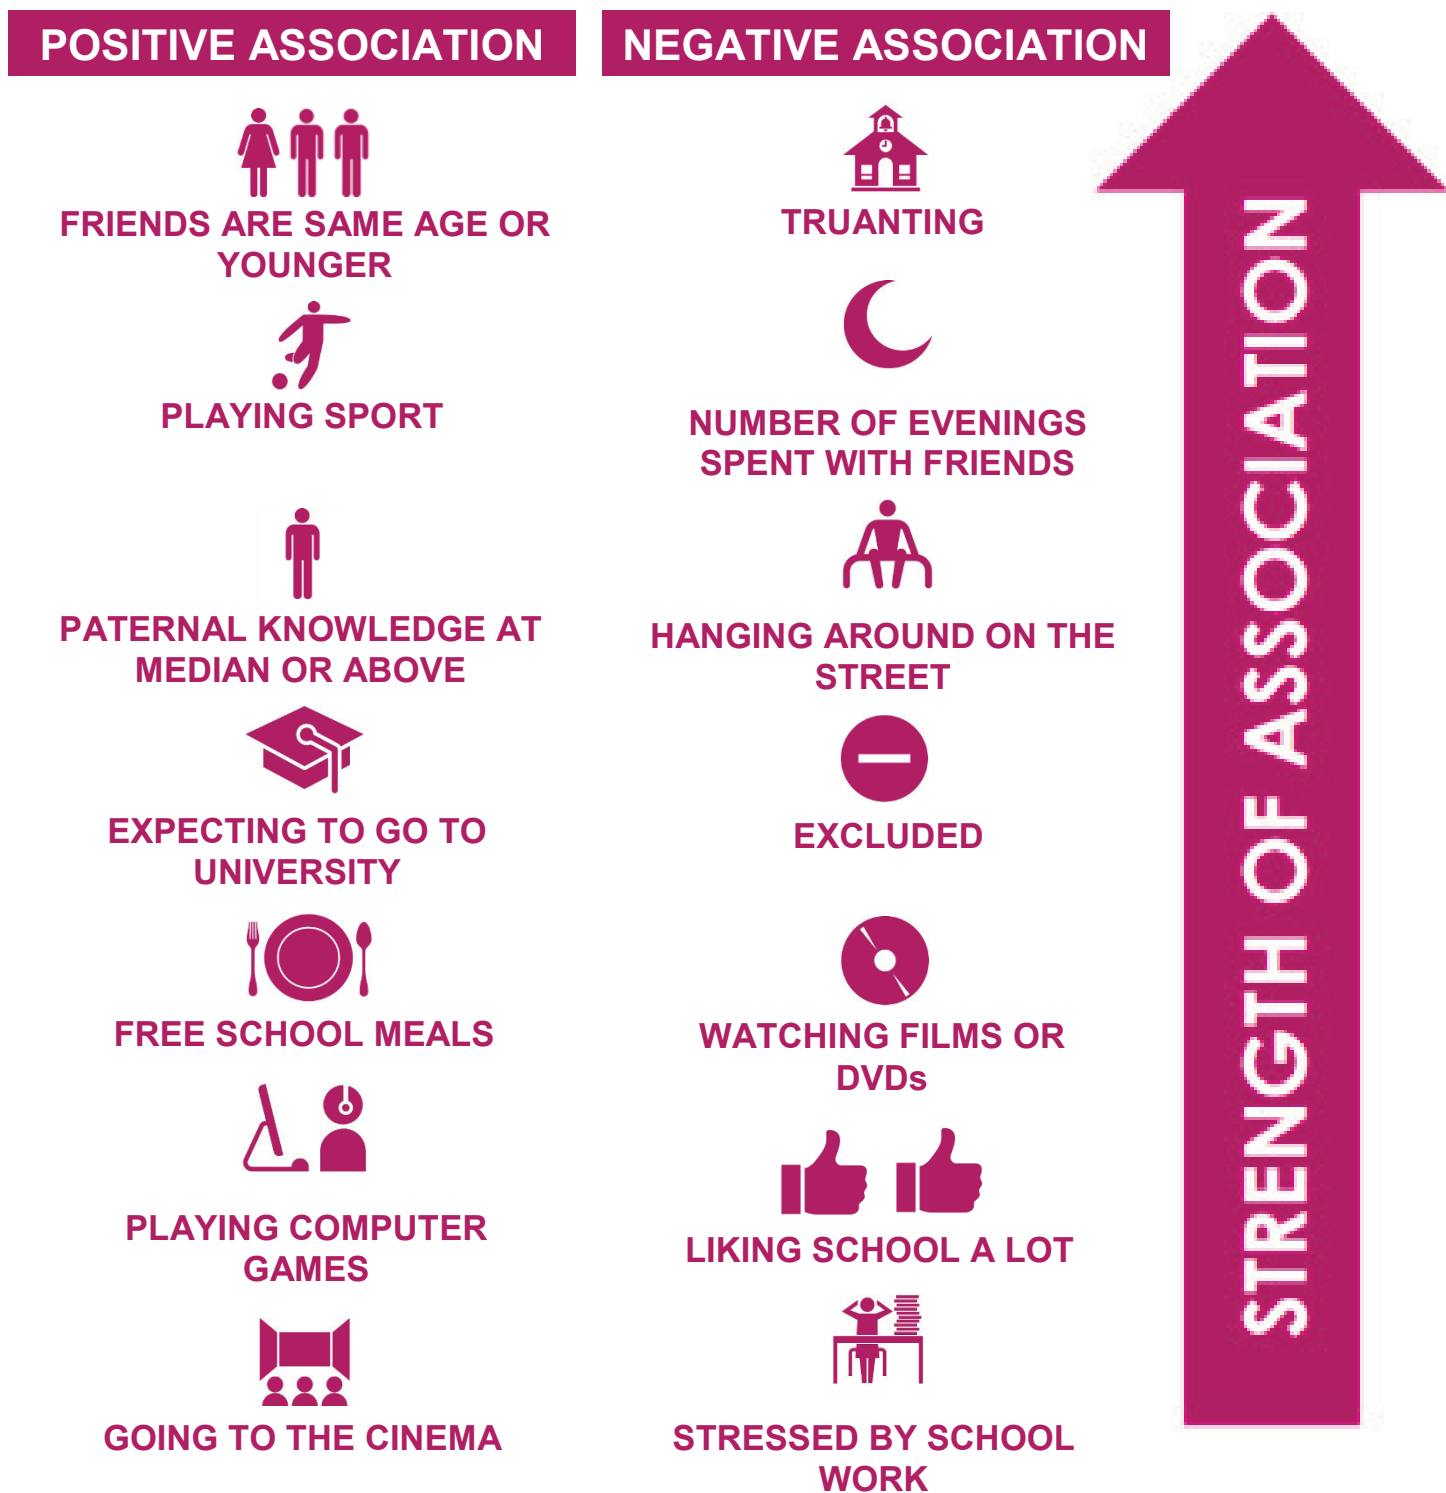 POSITIVE ASSOCIATION
FRIENDS ARE SAME AGE OR
YOUNGER
PLAYING SPORT
PATERNAL KNOWLEDGE AT
MEDIAN OR ABOVE
EXPECTING TO GO TO
UNIVERSITY
FREE SCHOOL MEALS
PLAYING COMPUTER
GAMES
GOING TO THE CINEMA
NEGATIVE ASSOCIATION
TRUANTING
NUMBER OF EVENINGS
SPENT WITH FRIENDS
HANGING AROUND ON THE
STREET
EXCLUDED
WATCHING FILMS OR
DVDs
LIKING SCHOOL A LOT
STRESSED BY SCHOOL
WORK
STRENGTH OF ASSOCIATION